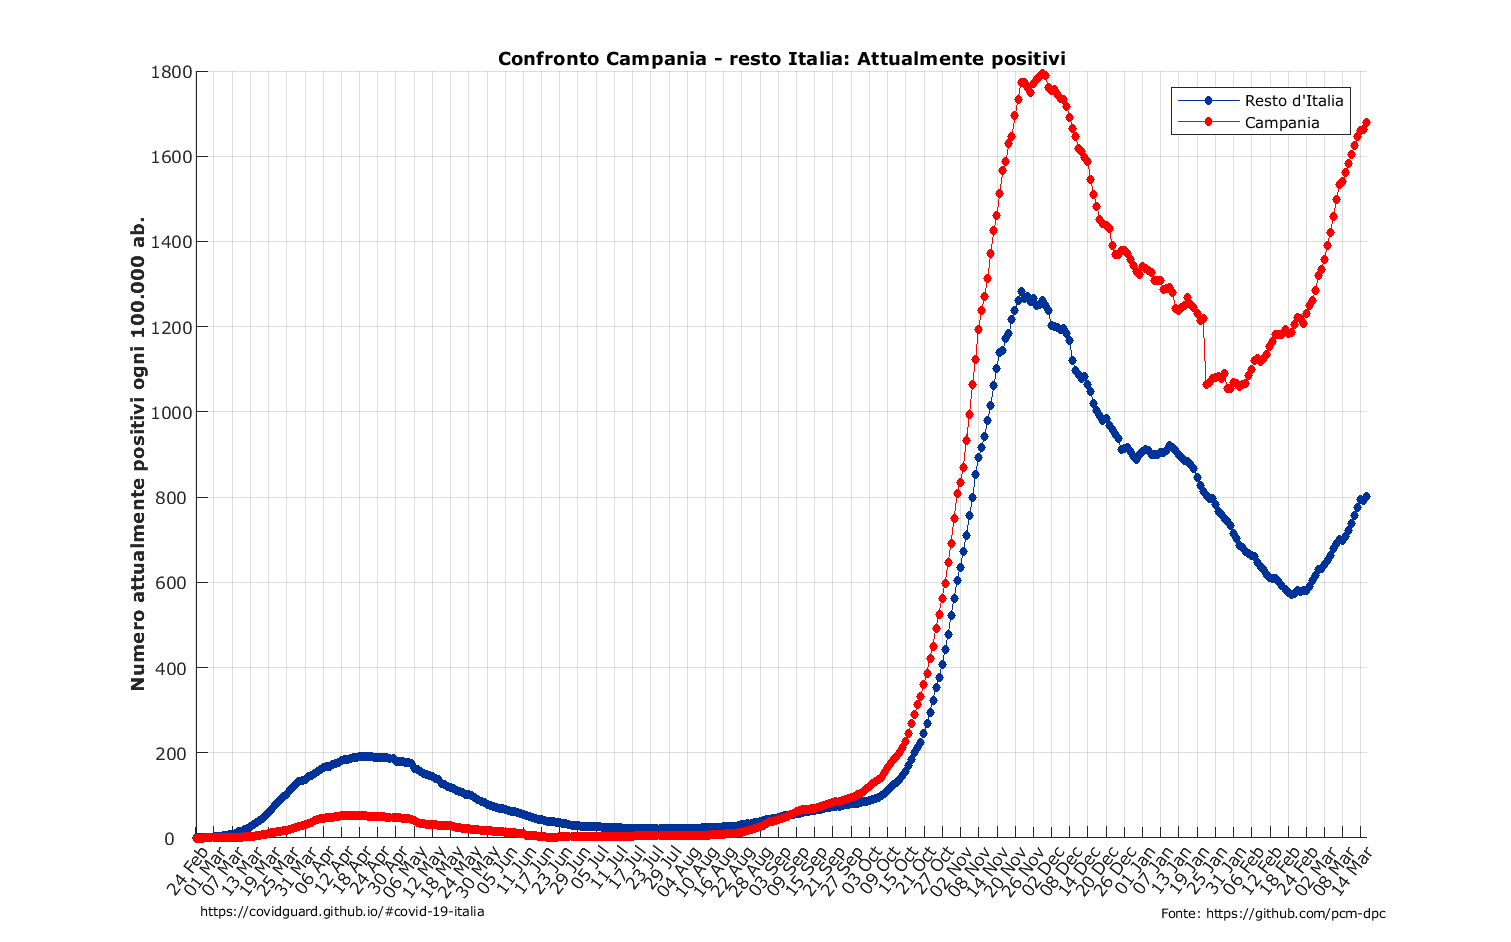 Confronto Campania - resto Italia: Attualmente positivi
Numero attualmente positivi ogni 100.000 ab.
1800
1600
1400
1200
1000
800
600
400
200
0
Resto d'Italia
Campania
24 Feb
01 Mar
07 Mar
13 Mar
19 Mar
25 Mar
31 Mar
06 Apr
12 Apr
18 Apr
24 Apr
30 Apr
06 May
12 May
18 May
24 May
30 May
05 Jun
11 Jun
17 Jun
23 Jun
29 Jun
05 Jul
11 Jul
17 Jul
23 Jul
29 Jul
04 Aug
10 Aug
16 Aug
22 Aug
28 Aug
03 Sep
09 Sep
15 Sep
21 Sep
27 Sep
03 Oct
09 Oct
15 Oct
21 Oct
27 Oct
02 Nov
08 Nov
14 Nov
20 Nov
26 Nov
02 Dec
08 Dec
14 Dec
20 Dec
26 Dec
01 Jan
07 Jan
13 Jan
19 Jan
25 Jan
31 Jan
06 Feb
12 Feb
18 Feb
24 Feb
02 Mar
08 Mar
14 Mar
https://covidguard.github.io/#covid-19-italia
Fonte: https://github.com/pcm-dpc